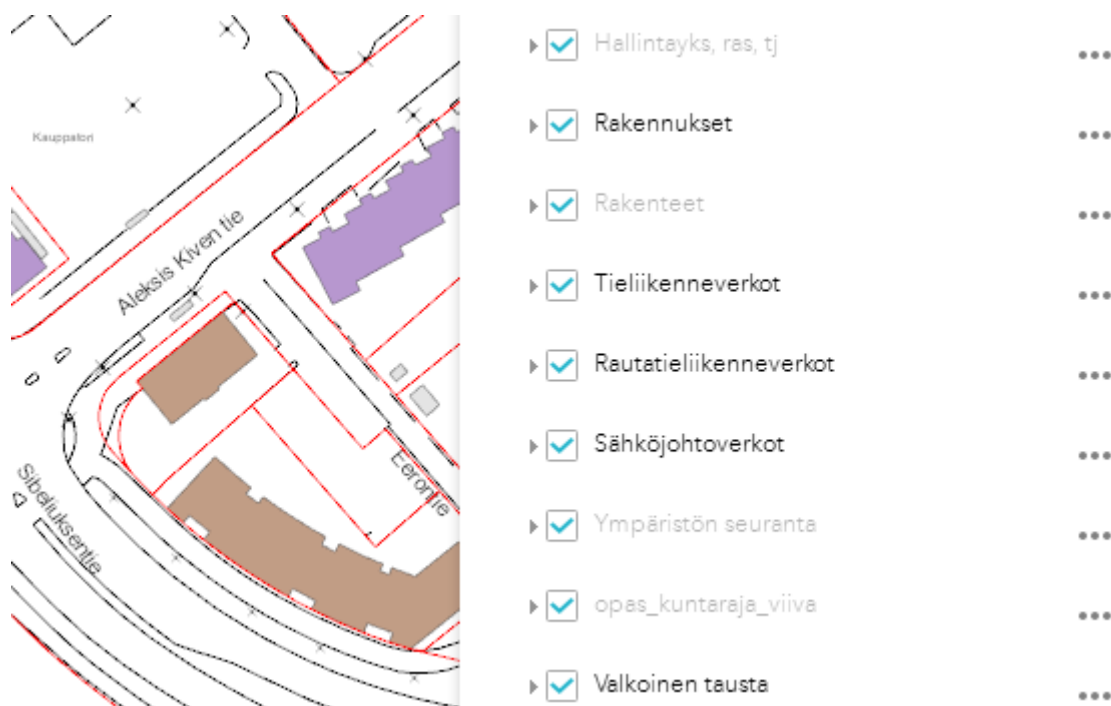 Kauppatori
Aleksis Kiven tie
Sibeliuksentie
Eerontie
Hallintayks, ras, tj
Rakennukset
Rakenteet
Tieliikenneverkot
Rautatieliikenneverkot
Sähköjohtoverkot
Ympäristön seuranta
opas_kuntaraja_viiva
Valkoinen tausta